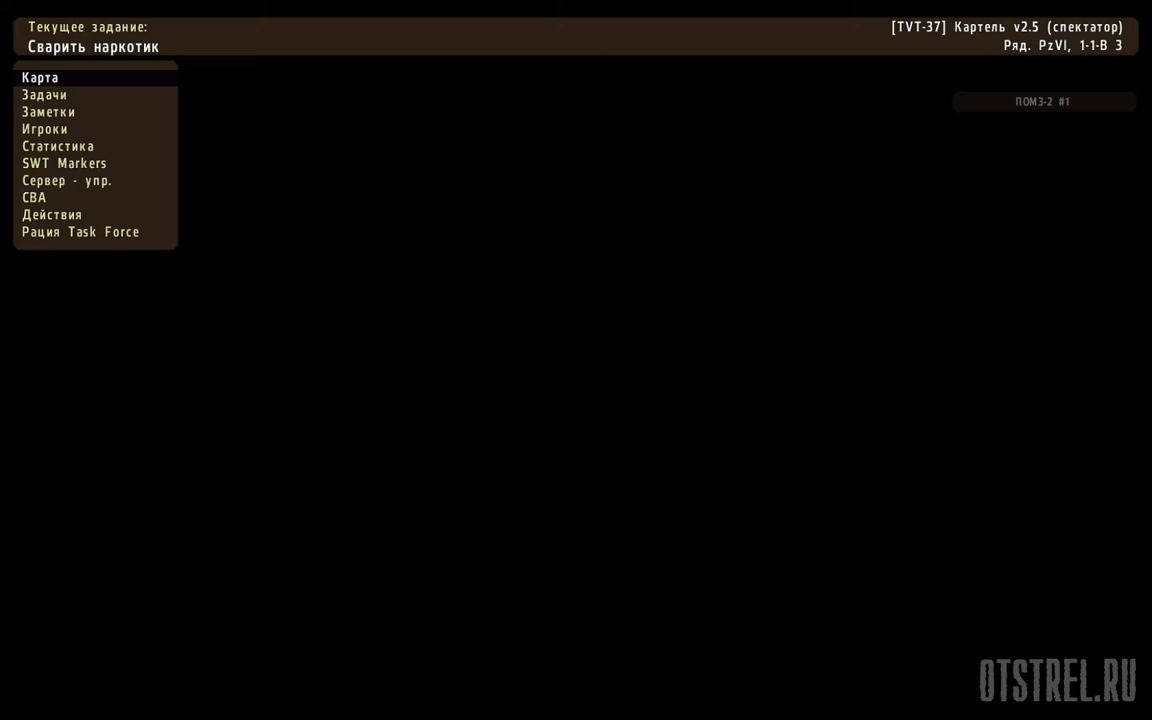 Текущее задание:
Сварить наркотик
[TVT-37] Картель v2.5 (спектатор)
Ряд. PzVI, 1-1-B 3
Карта
Задачи
Заметки
Игроки
Статистика
SWT Markers
Сервер - упр.
CBA
Действия
Рация Task Force
ПОМЗ-2 #1
OTSTREL.RU